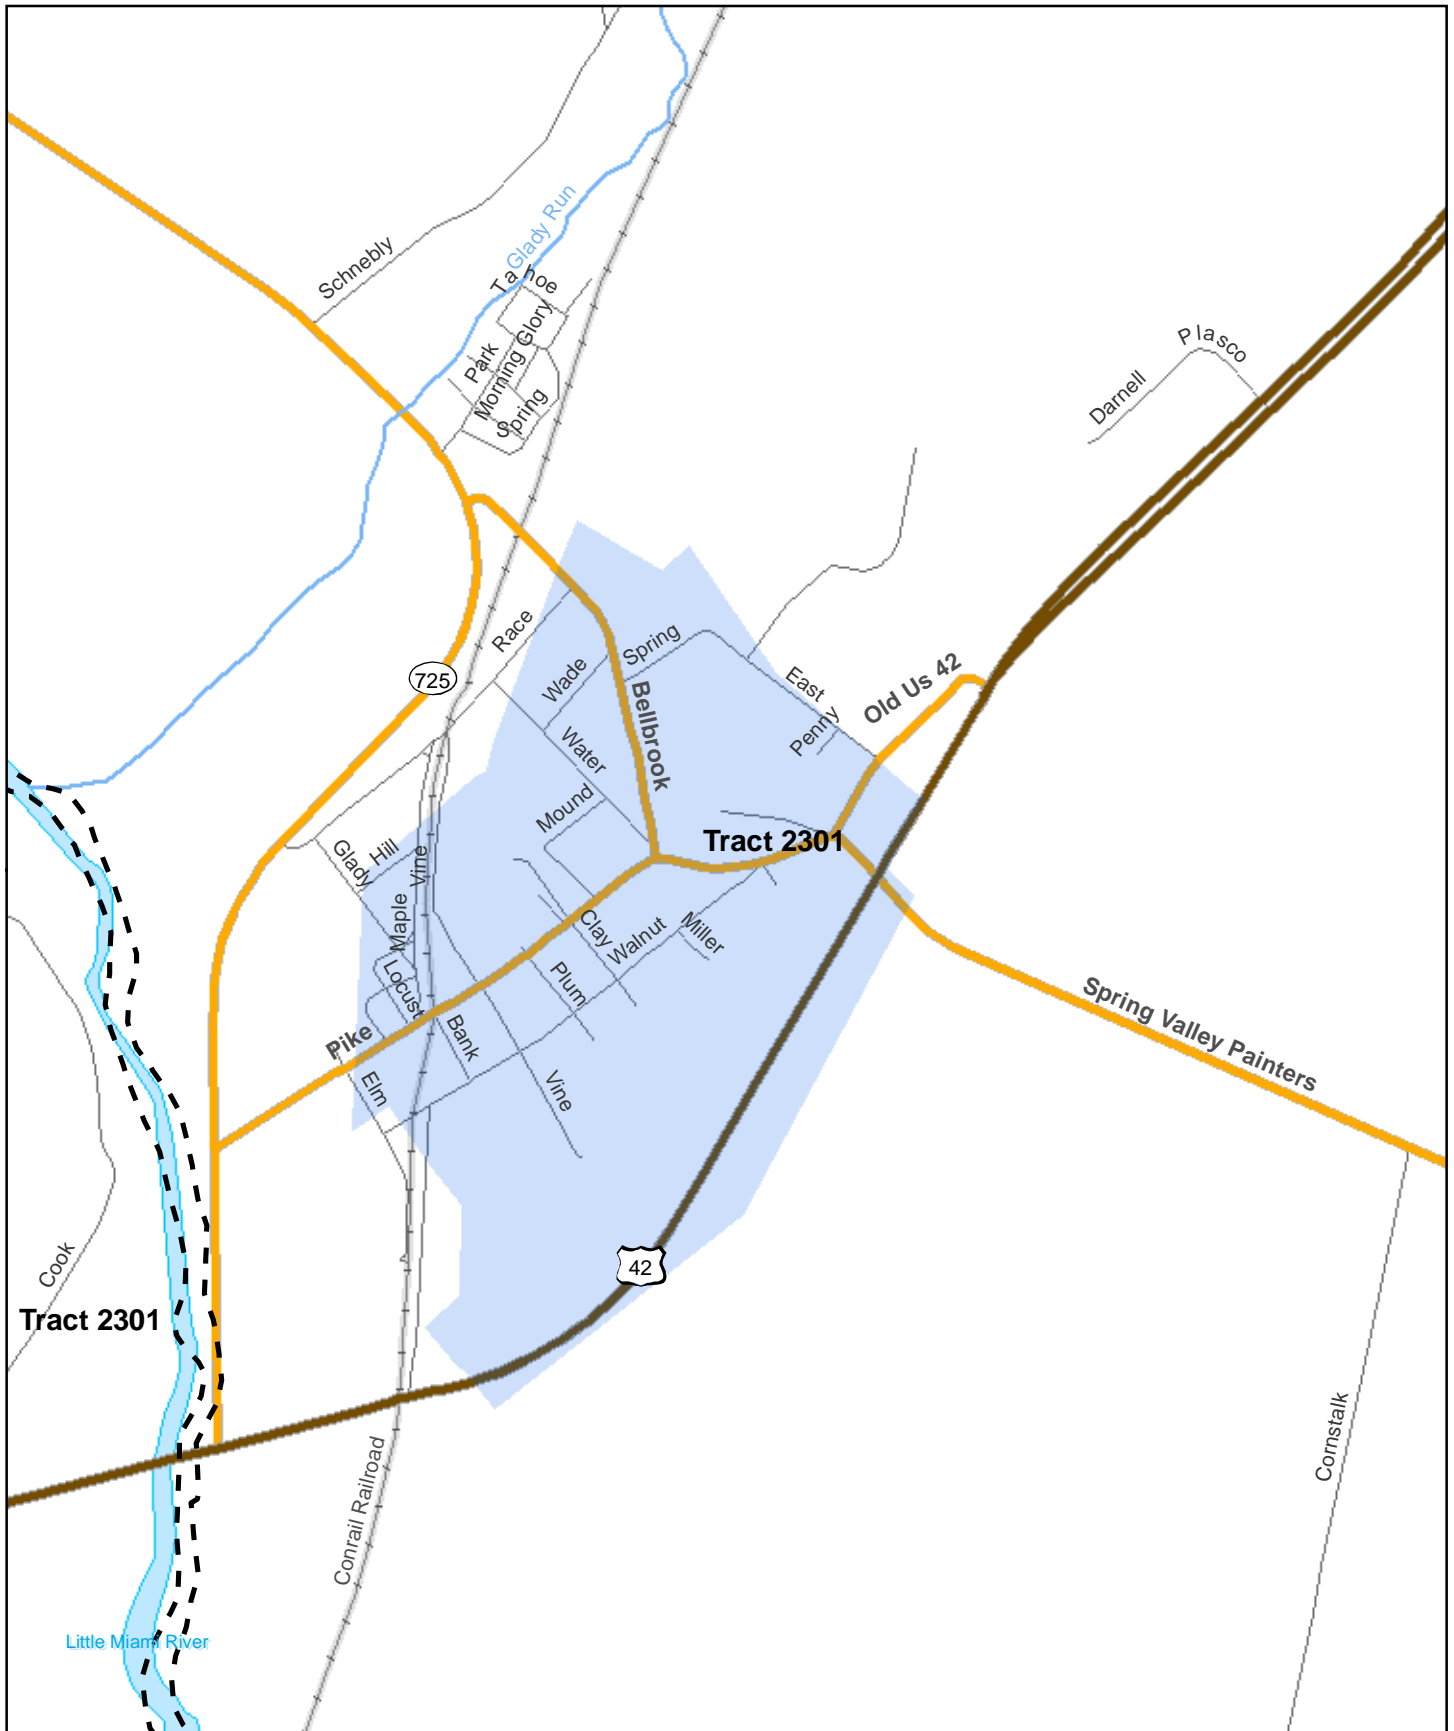 Glady Run
Schnebly
Tahoe
Park
Morning Glory
Spring
Plasco
Darnell
Race
Spring
725
Wade
East
Old Us 42
Bellbrook
Penny
Water
Mound
Tract 2301
Glady
Hill
Vine
Maple
Clay
Walnut
Miller
Locust
Plum
Spring Valley Painters
Pike
Bank
Elm
Vine
Cook
42
Tract 2301
Cornstalk
Conrail Railroad
Little Miami River